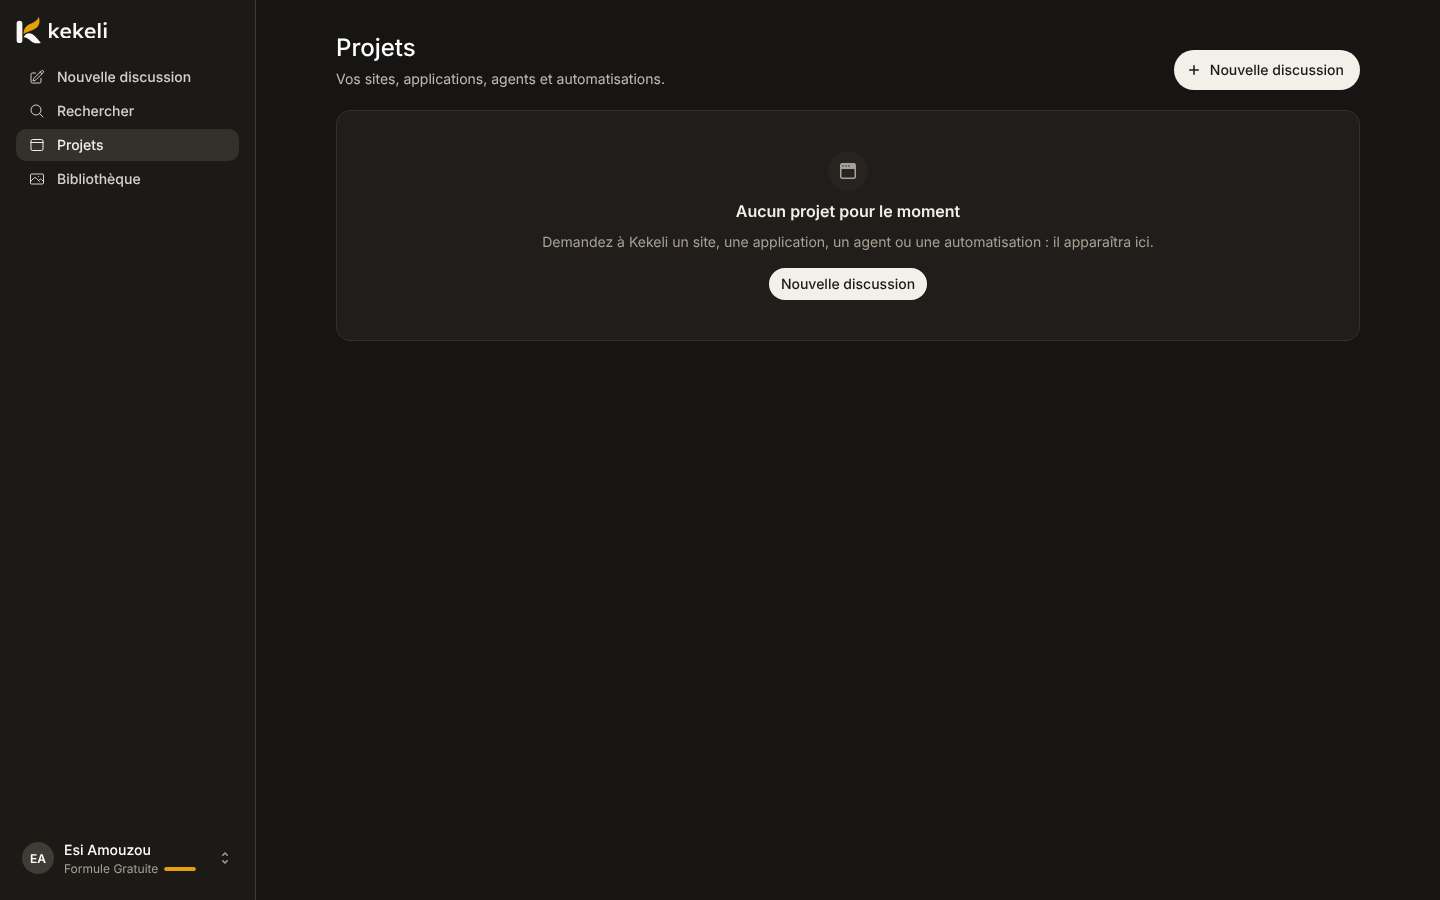 kekeli
Nouvelle discussion
Rechercher
Projets
Bibliothèque
Projets
Vos sites, applications, agents et automatisations.
+ Nouvelle discussion
Aucun projet pour le moment
Demandez à Kekeli un site, une application, un agent ou une automatisation : il apparaîtra ici.
Nouvelle discussion
EA
Esi Amouzou
Formule Gratuite